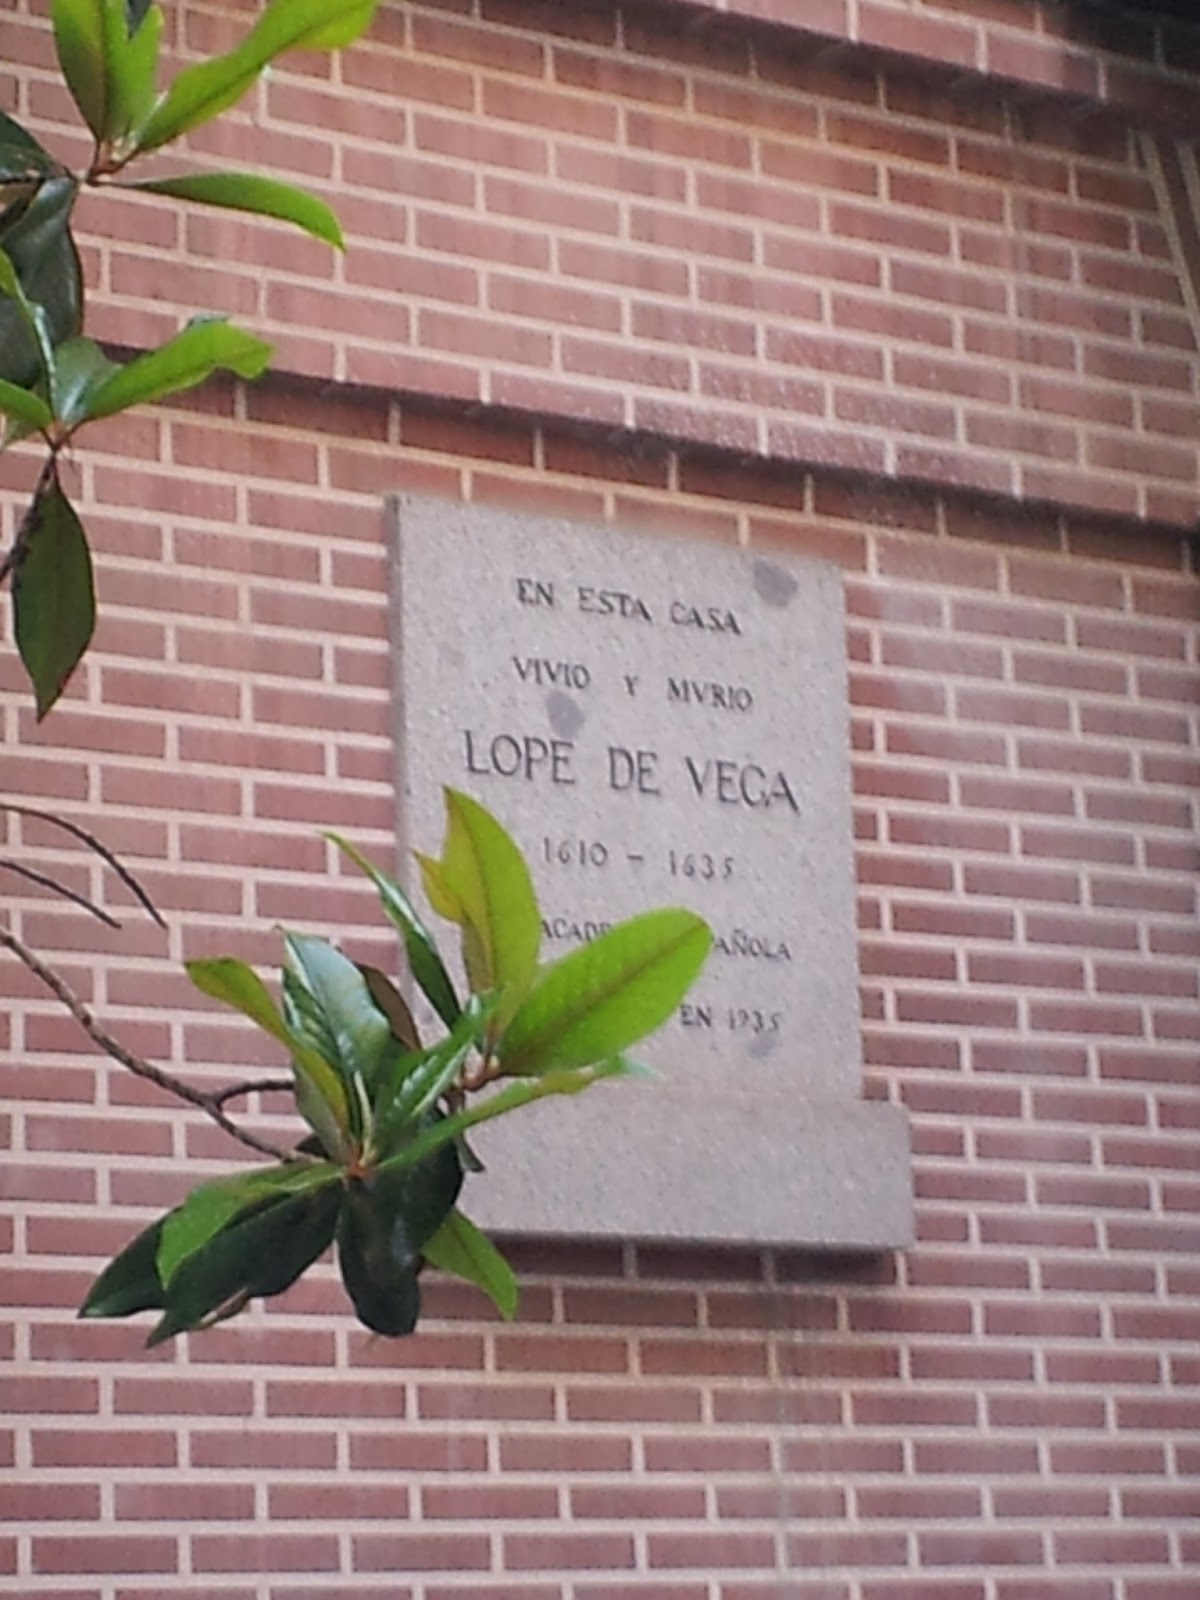 EN ESTA CASA
VIVIO Y MVRIO
LOPE DE VEGA
1610 - 1635
EN 1935